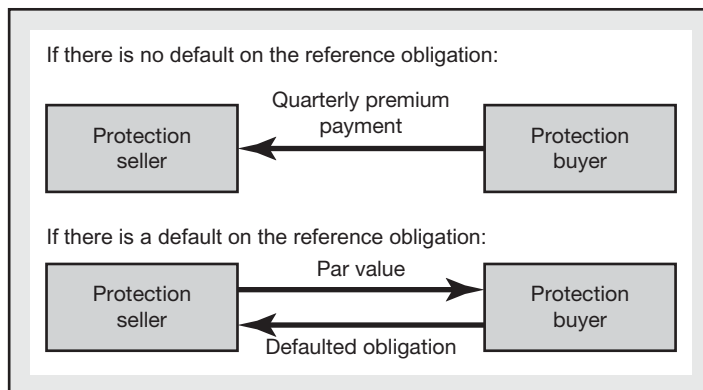 If there is no default on the reference obligation:
Quarterly premium
payment
Protection
seller
Protection
buyer
If there is a default on the reference obligation:
Par value
Protection
seller
Protection
buyer
Defaulted obligation